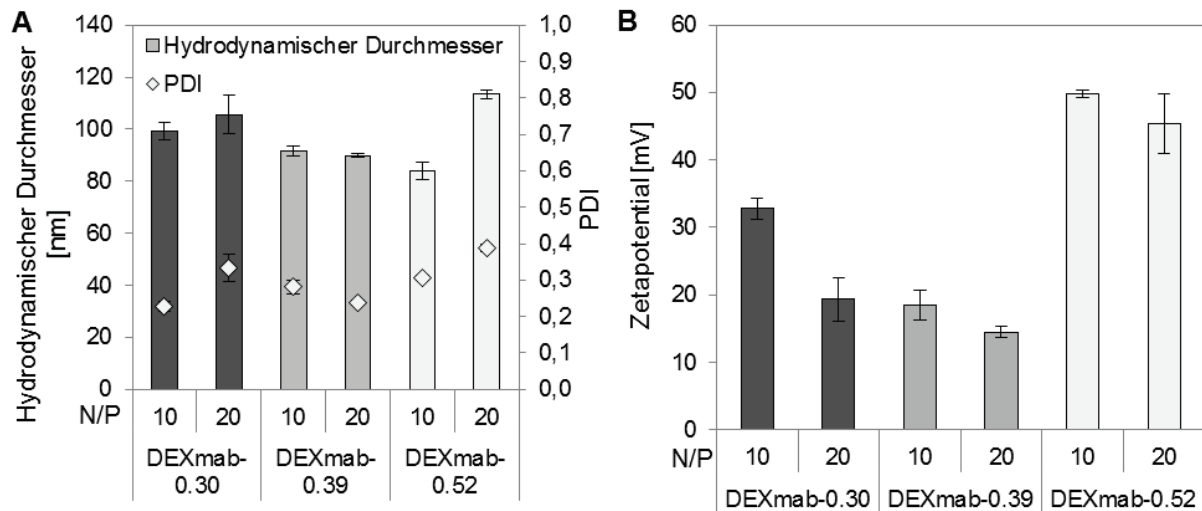 A
Hydrodynamischer Durchmesser
[nm]
140
120
100
80
60
40
20
0
Hydrodynamischer Durchmesser
PDI
1,0
0,9
0,8
0,7
0,6
0,5
0,4
0,3
0,2
0,1
0,0
PDI
N/P
10 20 10 20 10 20
DEXmab- DEXmab- DEXmab-
0.30 0.39 0.52
B
Zetapotential [mV]
60
50
40
30
20
10
0
N/P
10 20 10 20 10 20
DEXmab-0.30 DEXmab-0.39 DEXmab-0.52